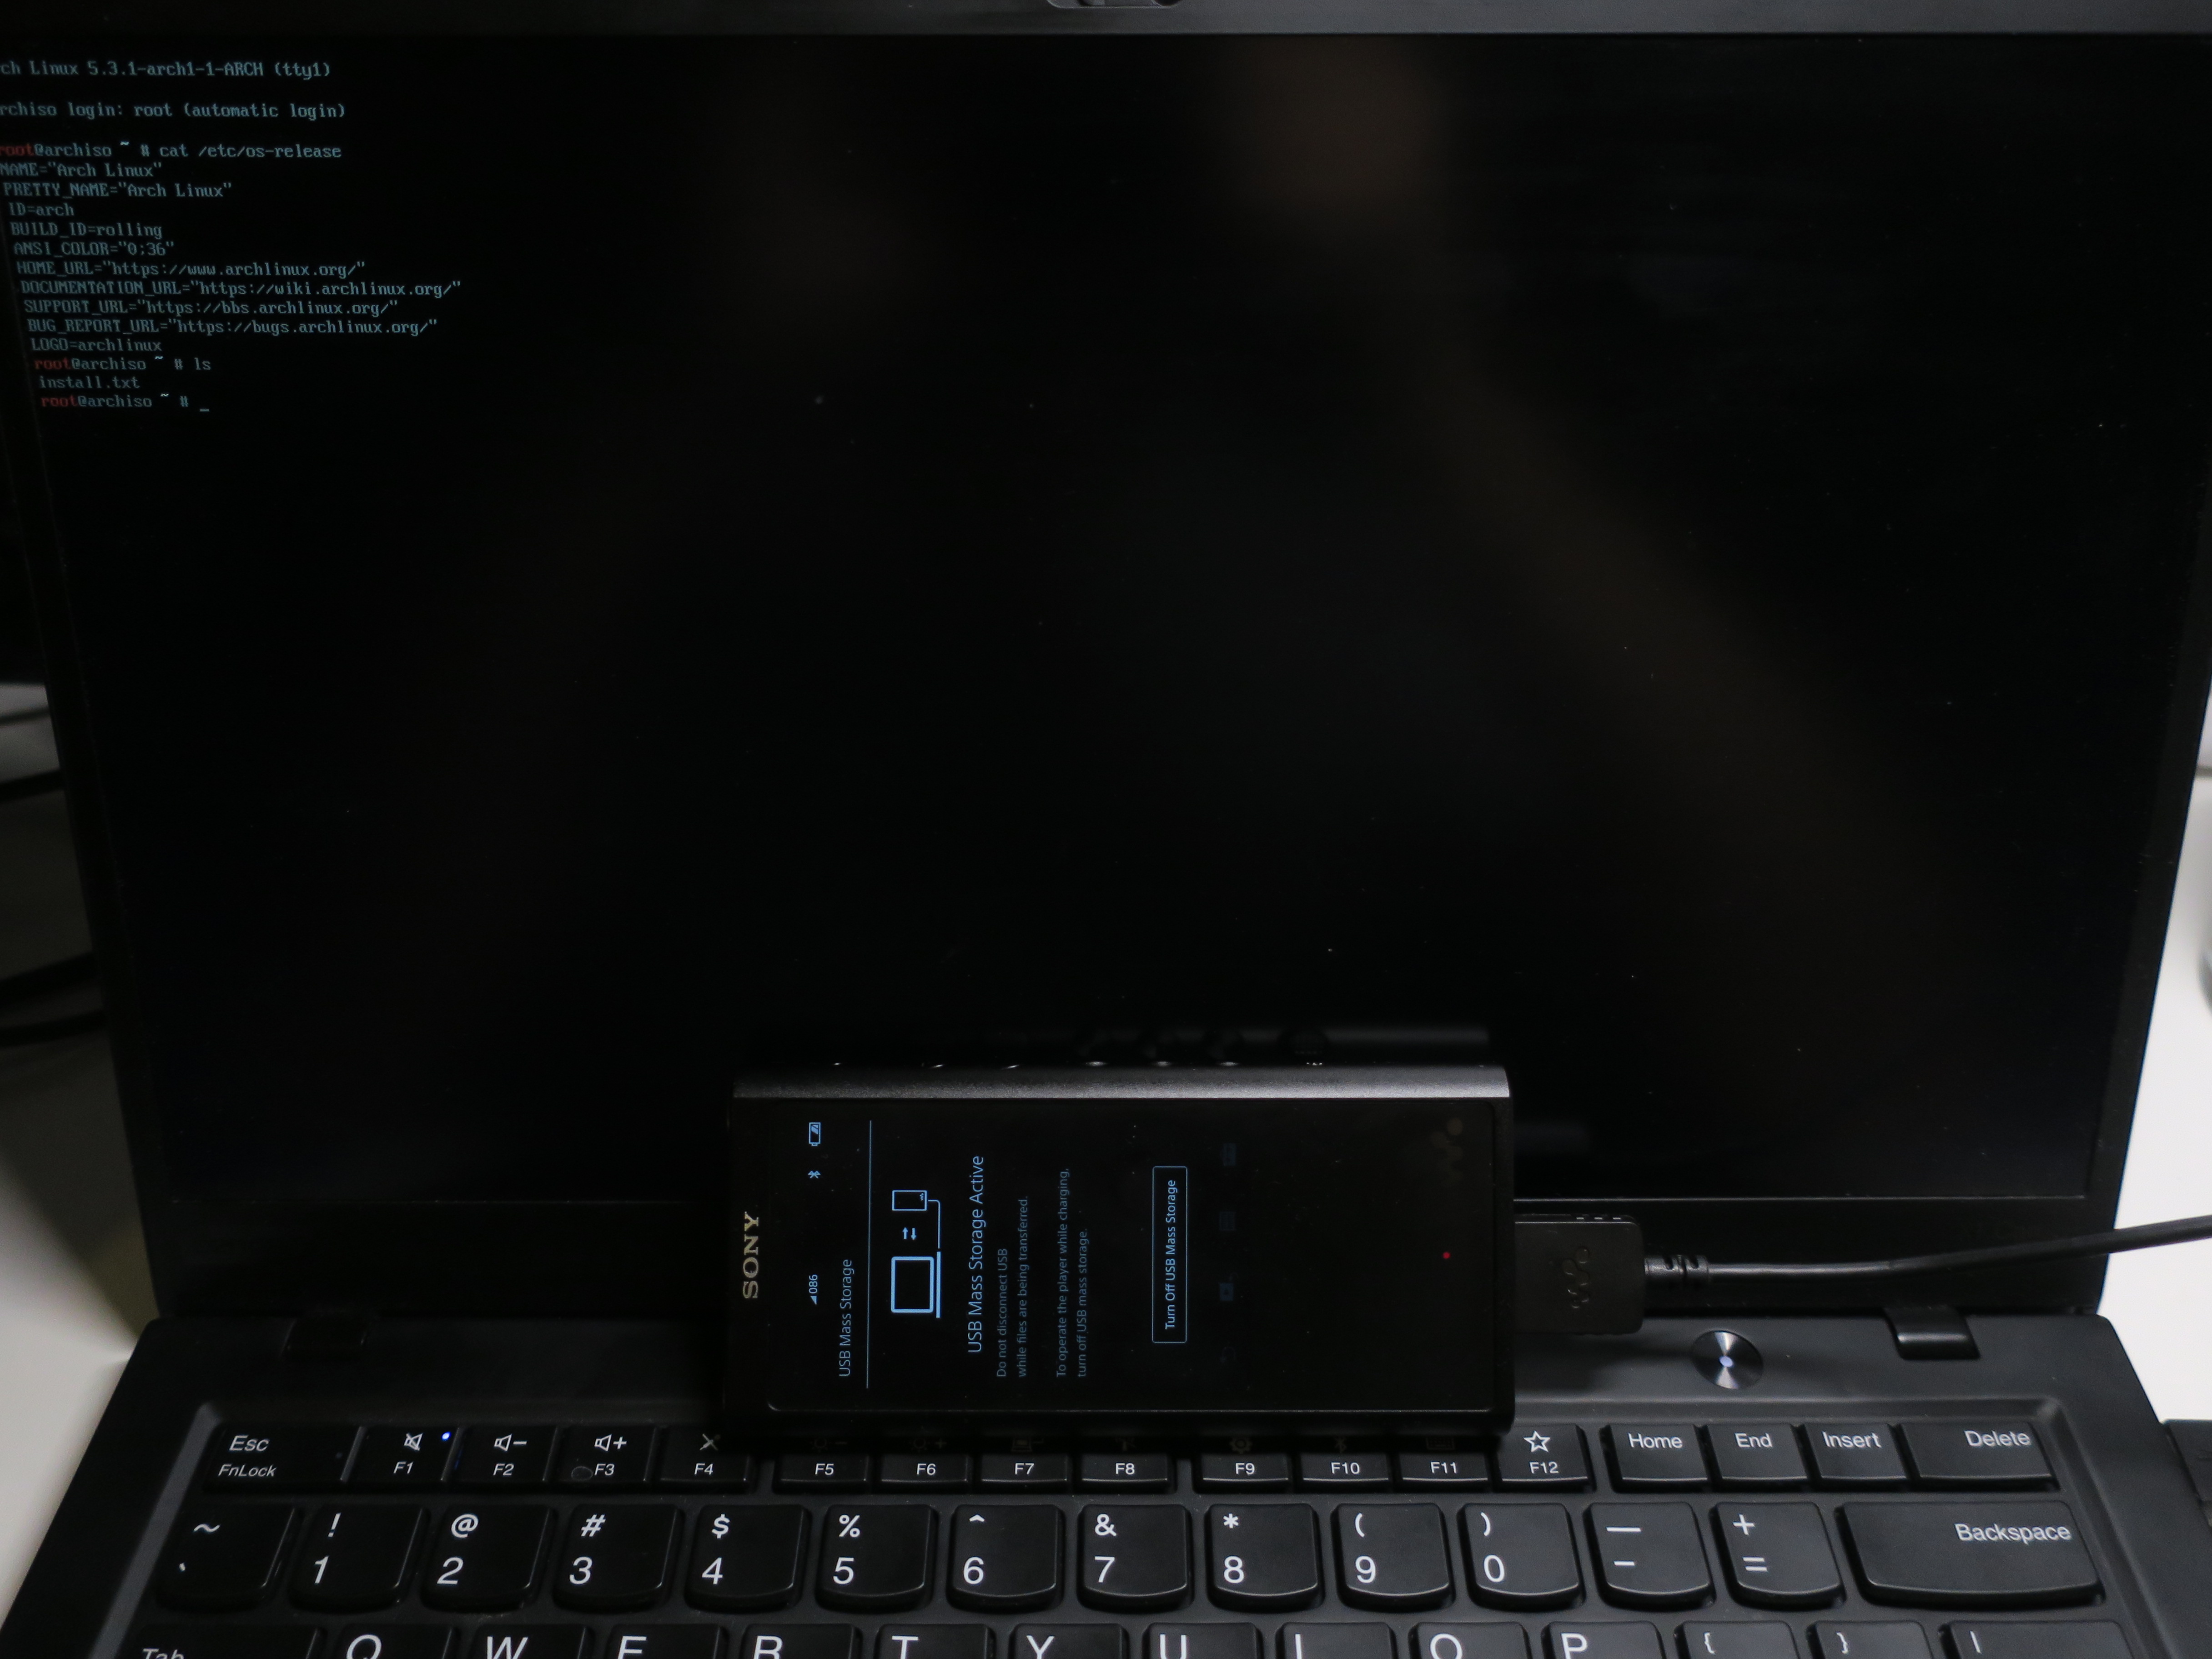 ch Linux 5.3.1-arch1-1-ARCH (tty1)
rchiso login: root (automatic login)
root@archiso ~ # cat /etc/os-release
NAME="Arch Linux"
PRETTY_NAME="Arch Linux"
ID=arch
BUILD_ID=rolling
ANSI_COLOR="0;36"
HOME_URL="https://www.archlinux.org/"
DOCUMENTATION_URL="https://wiki.archlinux.org/"
SUPPORT_URL="https://bbs.archlinux.org/"
BUG_REPORT_URL="https://bugs.archlinux.org/"
LOGO=archlinux
root@archiso ~ # ls
install.txt
root@archiso ~ # _
SONY
086
USB Mass Storage
USB Mass Storage Active
Do not disconnect USB
while files are being transferred.
To operate the player while charging,
turn off USB mass storage.
Turn Off USB Mass Storage
Esc Home End Insert Delete
FnLock F1 F2 F3 F4 F5 F6 F7 F8 F9 F10 F11 F12
~ ! @ # $ % ^ & * ( ) — + Backspace
` 1 2 3 4 5 6 7 8 9 0 - =
Tab Q W E R T Y U I O P { } |